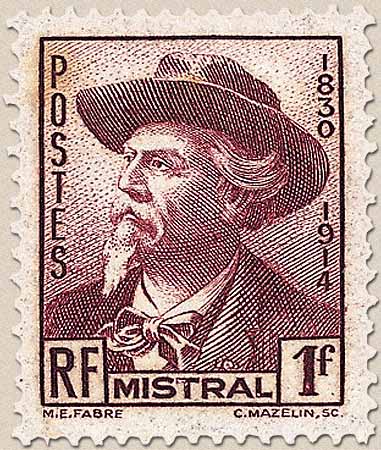 POSTES
1830 1914
RF
MISTRAL
1f
M.E.FABRE
C.MAZELIN, SC.